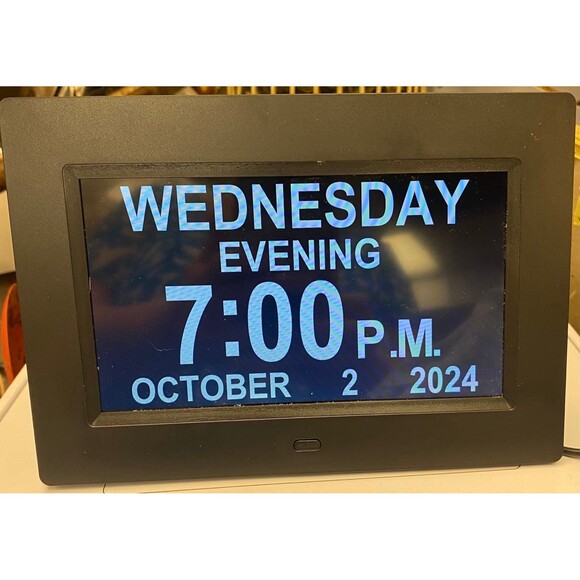 WEDNESDAY
EVENING
7:00 P.M.
OCTOBER 2 2024